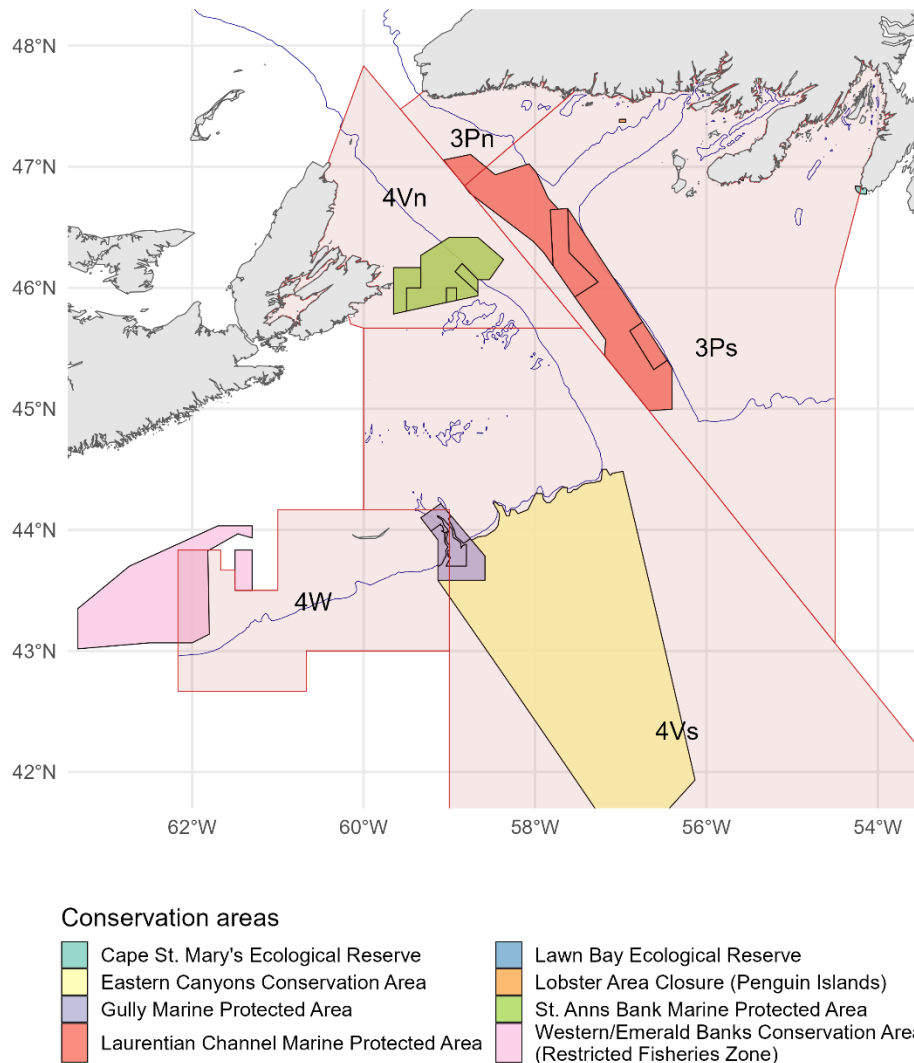 48°N
47°N
46°N
45°N
44°N
43°N
42°N
3Pn
4Vn
3Ps
4W
4Vs
62°W
60°W
58°W
56°W
54°W
Conservation areas
Cape St. Mary's Ecological Reserve
Eastern Canyons Conservation Area
Gully Marine Protected Area
Laurentian Channel Marine Protected Area
Lawn Bay Ecological Reserve
Lobster Area Closure (Penguin Islands)
St. Anns Bank Marine Protected Area
Western/Emerald Banks Conservation Area
(Restricted Fisheries Zone)